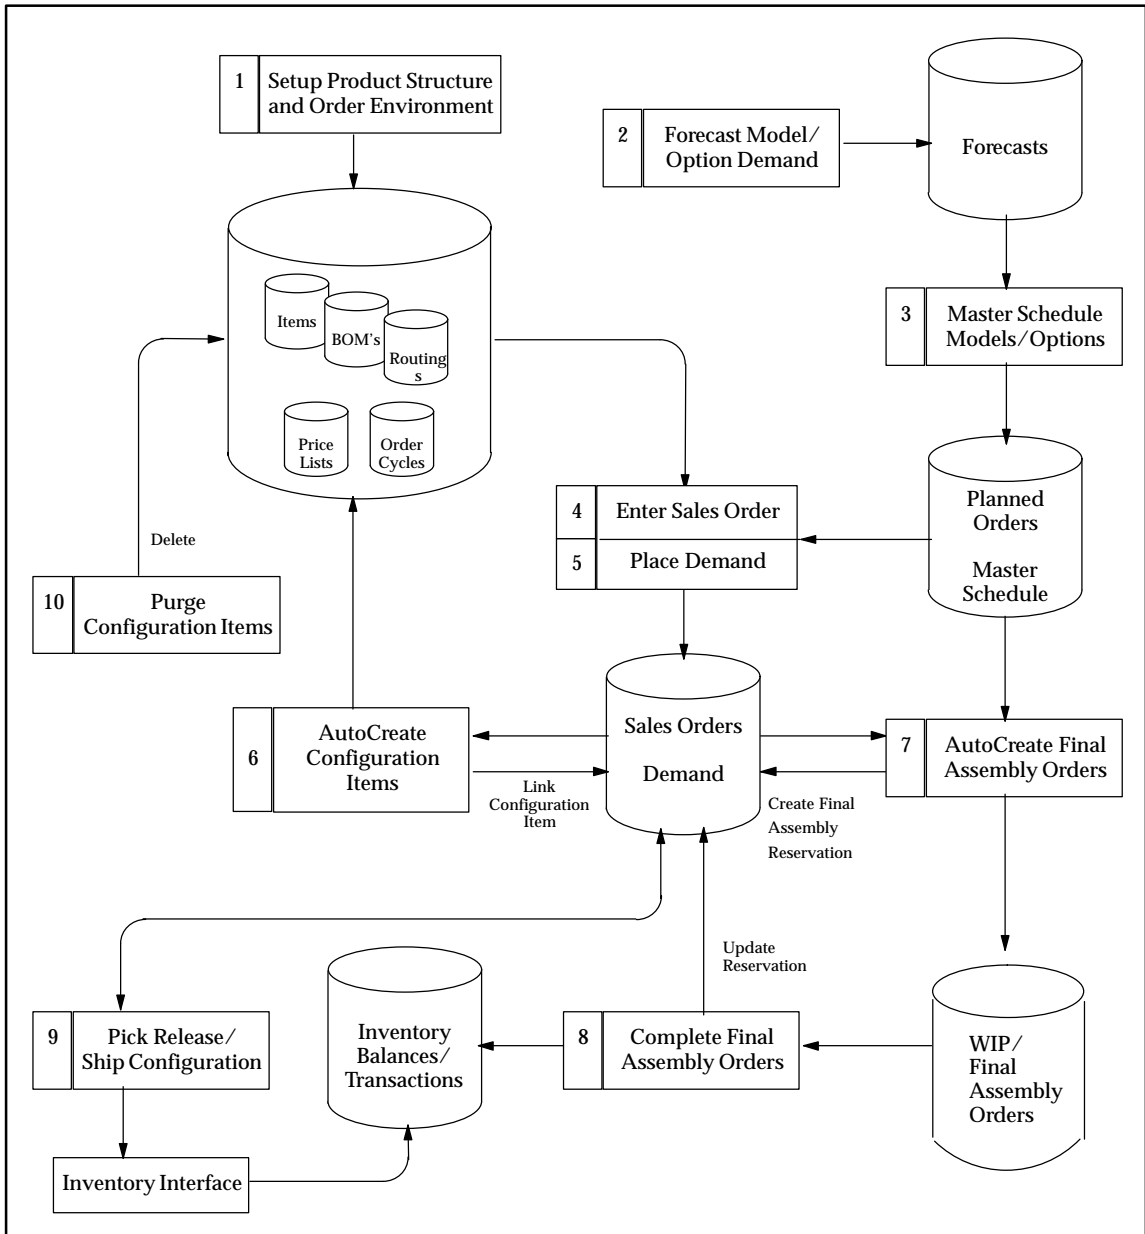 1
Setup Product Structure
and Order Environment
2
Forecast Model/
Option Demand
Forecasts
Items
BOM's
Routing
s
Price
Lists
Order
Cycles
3
Master Schedule
Models/Options
4
Enter Sales Order
5
Place Demand
Planned
Orders
Master
Schedule
Delete
10
Purge
Configuration Items
6
AutoCreate
Configuration
Items
Link
Configuration
Item
Sales Orders
Demand
7
AutoCreate Final
Assembly Orders
Create Final
Assembly
Reservation
Update
Reservation
9
Pick Release/
Ship Configuration
Inventory
Balances/
Transactions
8
Complete Final
Assembly Orders
WIP/
Final
Assembly
Orders
Inventory Interface